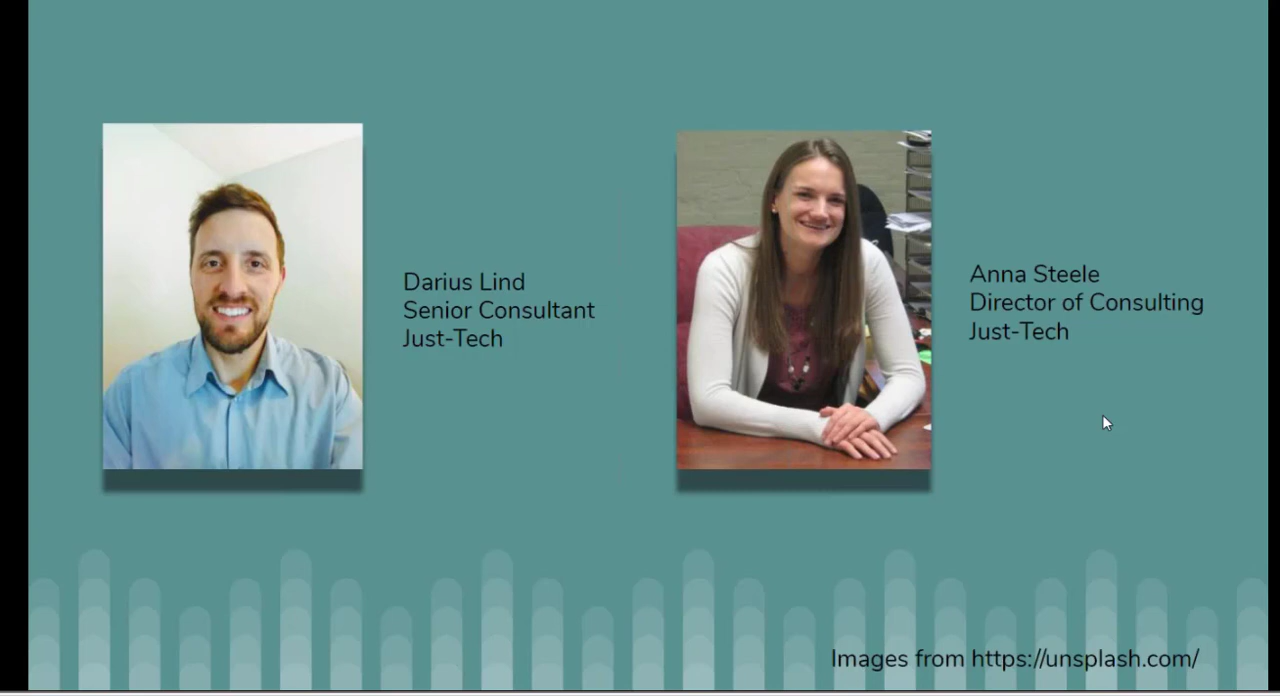 Darius Lind
Senior Consultant
Just-Tech
Anna Steele
Director of Consulting
Just-Tech
Images from https://unsplash.com/